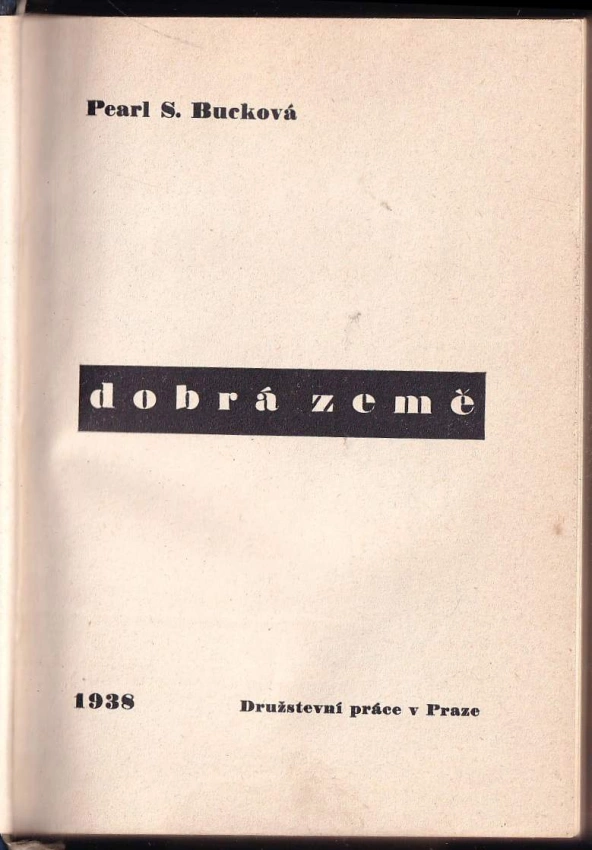 Pearl S. Bucková
dobrá země
1938 Družstevní práce v Praze